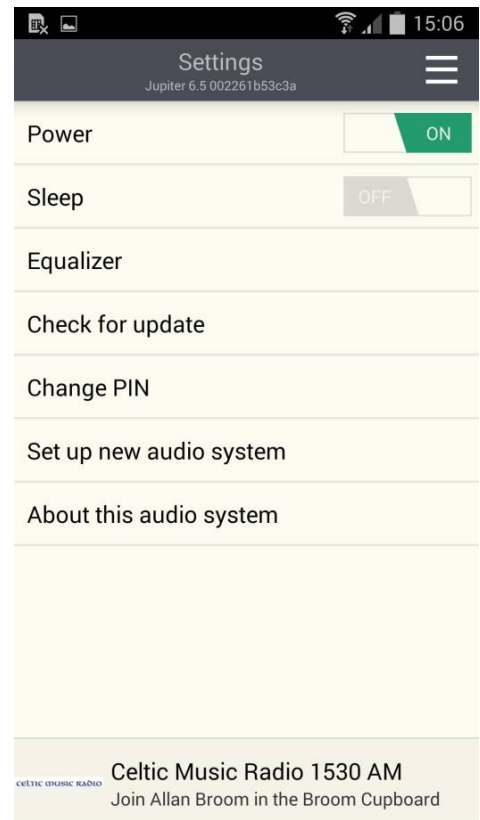 15:06
Settings
Jupiter 6.5 002261b53c3a
Power ON
Sleep OFF
Equalizer
Check for update
Change PIN
Set up new audio system
About this audio system
CELTIC MUSIC RADIO
Celtic Music Radio 1530 AM
Join Allan Broom in the Broom Cupboard